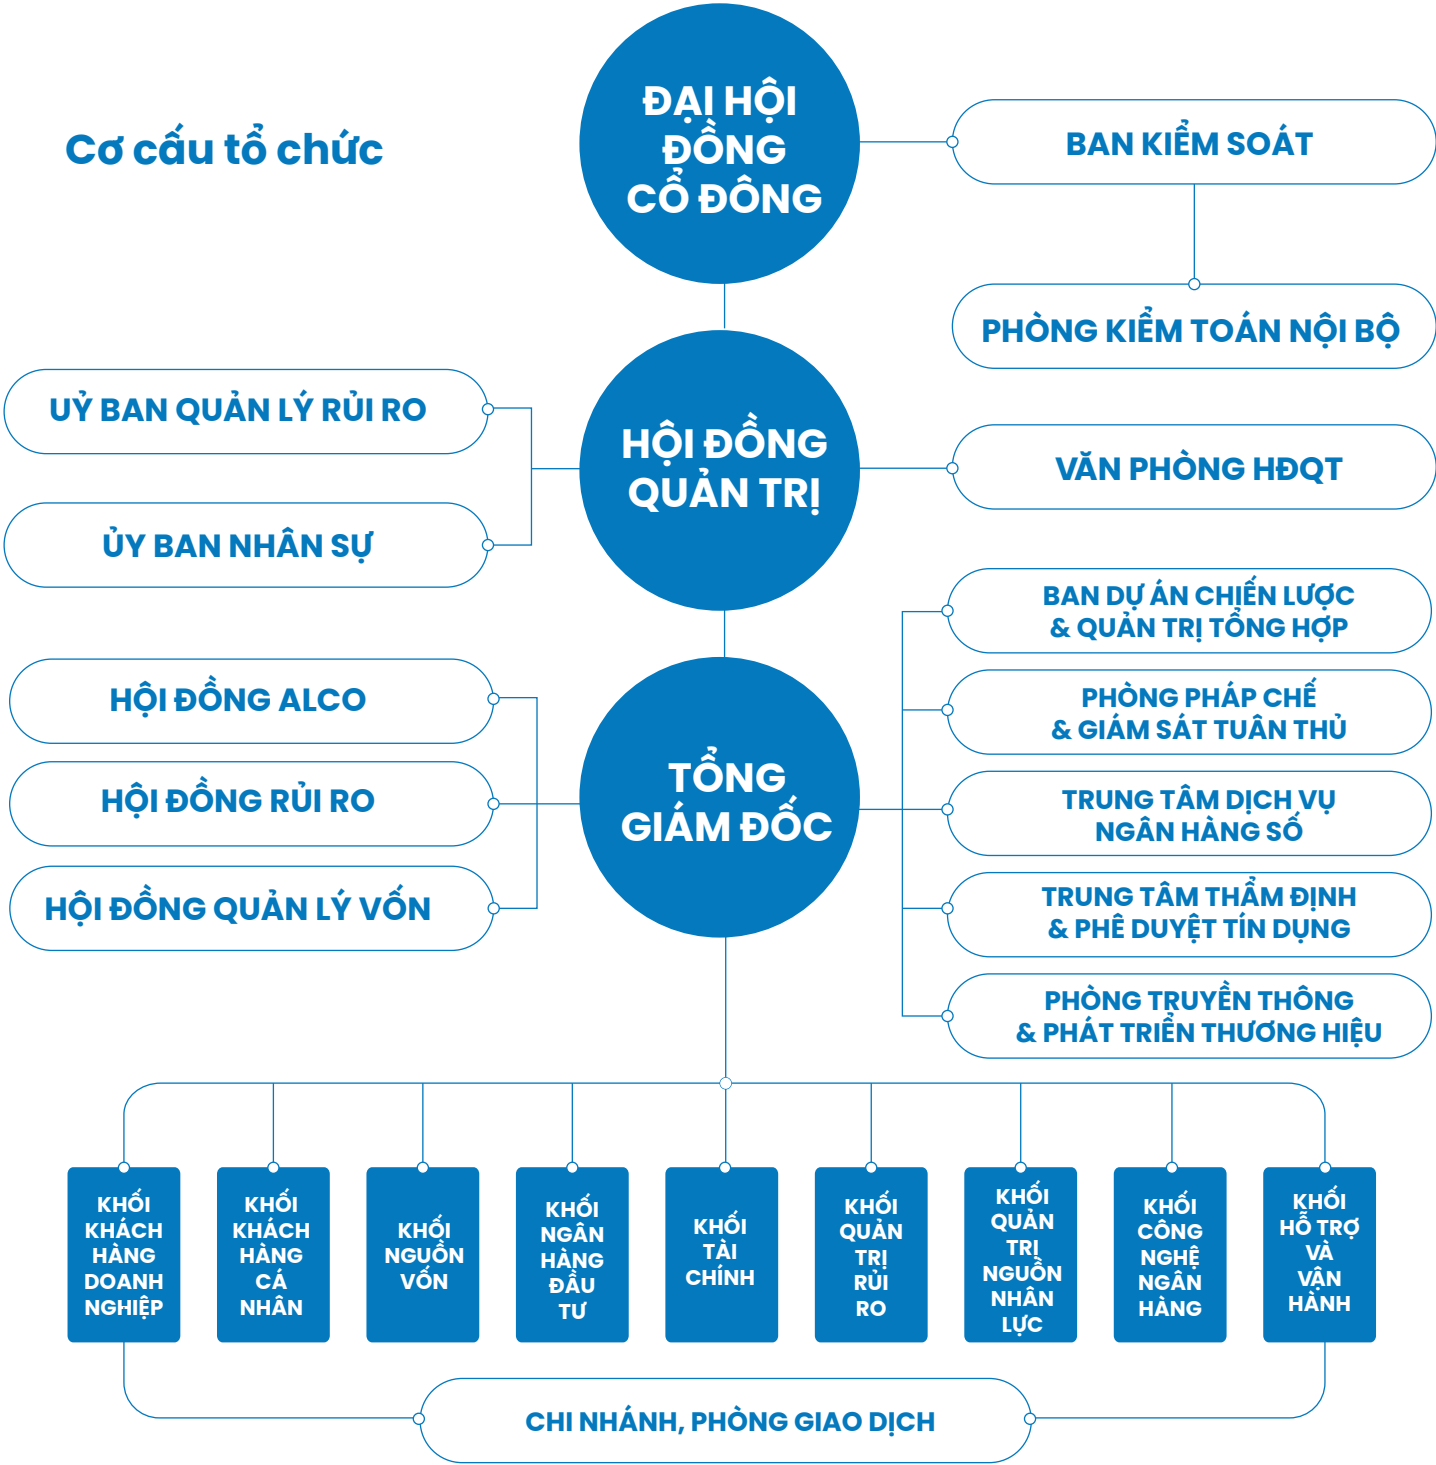 Cơ cấu tổ chức
ĐẠI HỘI
ĐỒNG
CỔ ĐÔNG
BAN KIỂM SOÁT
PHÒNG KIỂM TOÁN NỘI BỘ
UỶ BAN QUẢN LÝ RỦI RO
ỦY BAN NHÂN SỰ
HỘI ĐỒNG
QUẢN TRỊ
VĂN PHÒNG HĐQT
HỘI ĐỒNG ALCO
HỘI ĐỒNG RỦI RO
HỘI ĐỒNG QUẢN LÝ VỐN
TỔNG
GIÁM ĐỐC
BAN DỰ ÁN CHIẾN LƯỢC
& QUẢN TRỊ TỔNG HỢP
PHÒNG PHÁP CHẾ
& GIÁM SÁT TUÂN THỦ
TRUNG TÂM DỊCH VỤ
NGÂN HÀNG SỐ
TRUNG TÂM THẨM ĐỊNH
& PHÊ DUYỆT TÍN DỤNG
PHÒNG TRUYỀN THÔNG
& PHÁT TRIỂN THƯƠNG HIỆU
KHỐI
KHÁCH
HÀNG
DOANH
NGHIỆP
KHỐI
KHÁCH
HÀNG
CÁ
NHÂN
KHỐI
NGUỒN
VỐN
KHỐI
NGÂN
HÀNG
ĐẦU
TƯ
KHỐI
TÀI
CHÍNH
KHỐI
QUẢN
TRỊ
RỦI
RO
KHỐI
QUẢN
TRỊ
NGUỒN
NHÂN
LỰC
KHỐI
CÔNG
NGHỆ
NGÂN
HÀNG
KHỐI
HỖ TRỢ
VÀ
VẬN
HÀNH
CHI NHÁNH, PHÒNG GIAO DỊCH